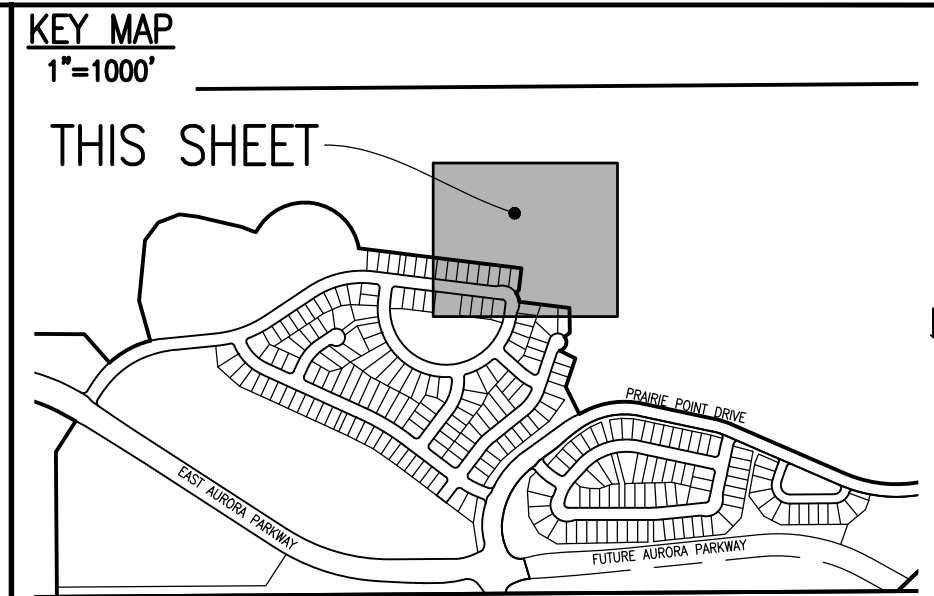 KEY MAP
1"=1000'
THIS SHEET
PRAIRIE POINT DRIVE
EAST AURORA PARKWAY
FUTURE AURORA PARKWAY